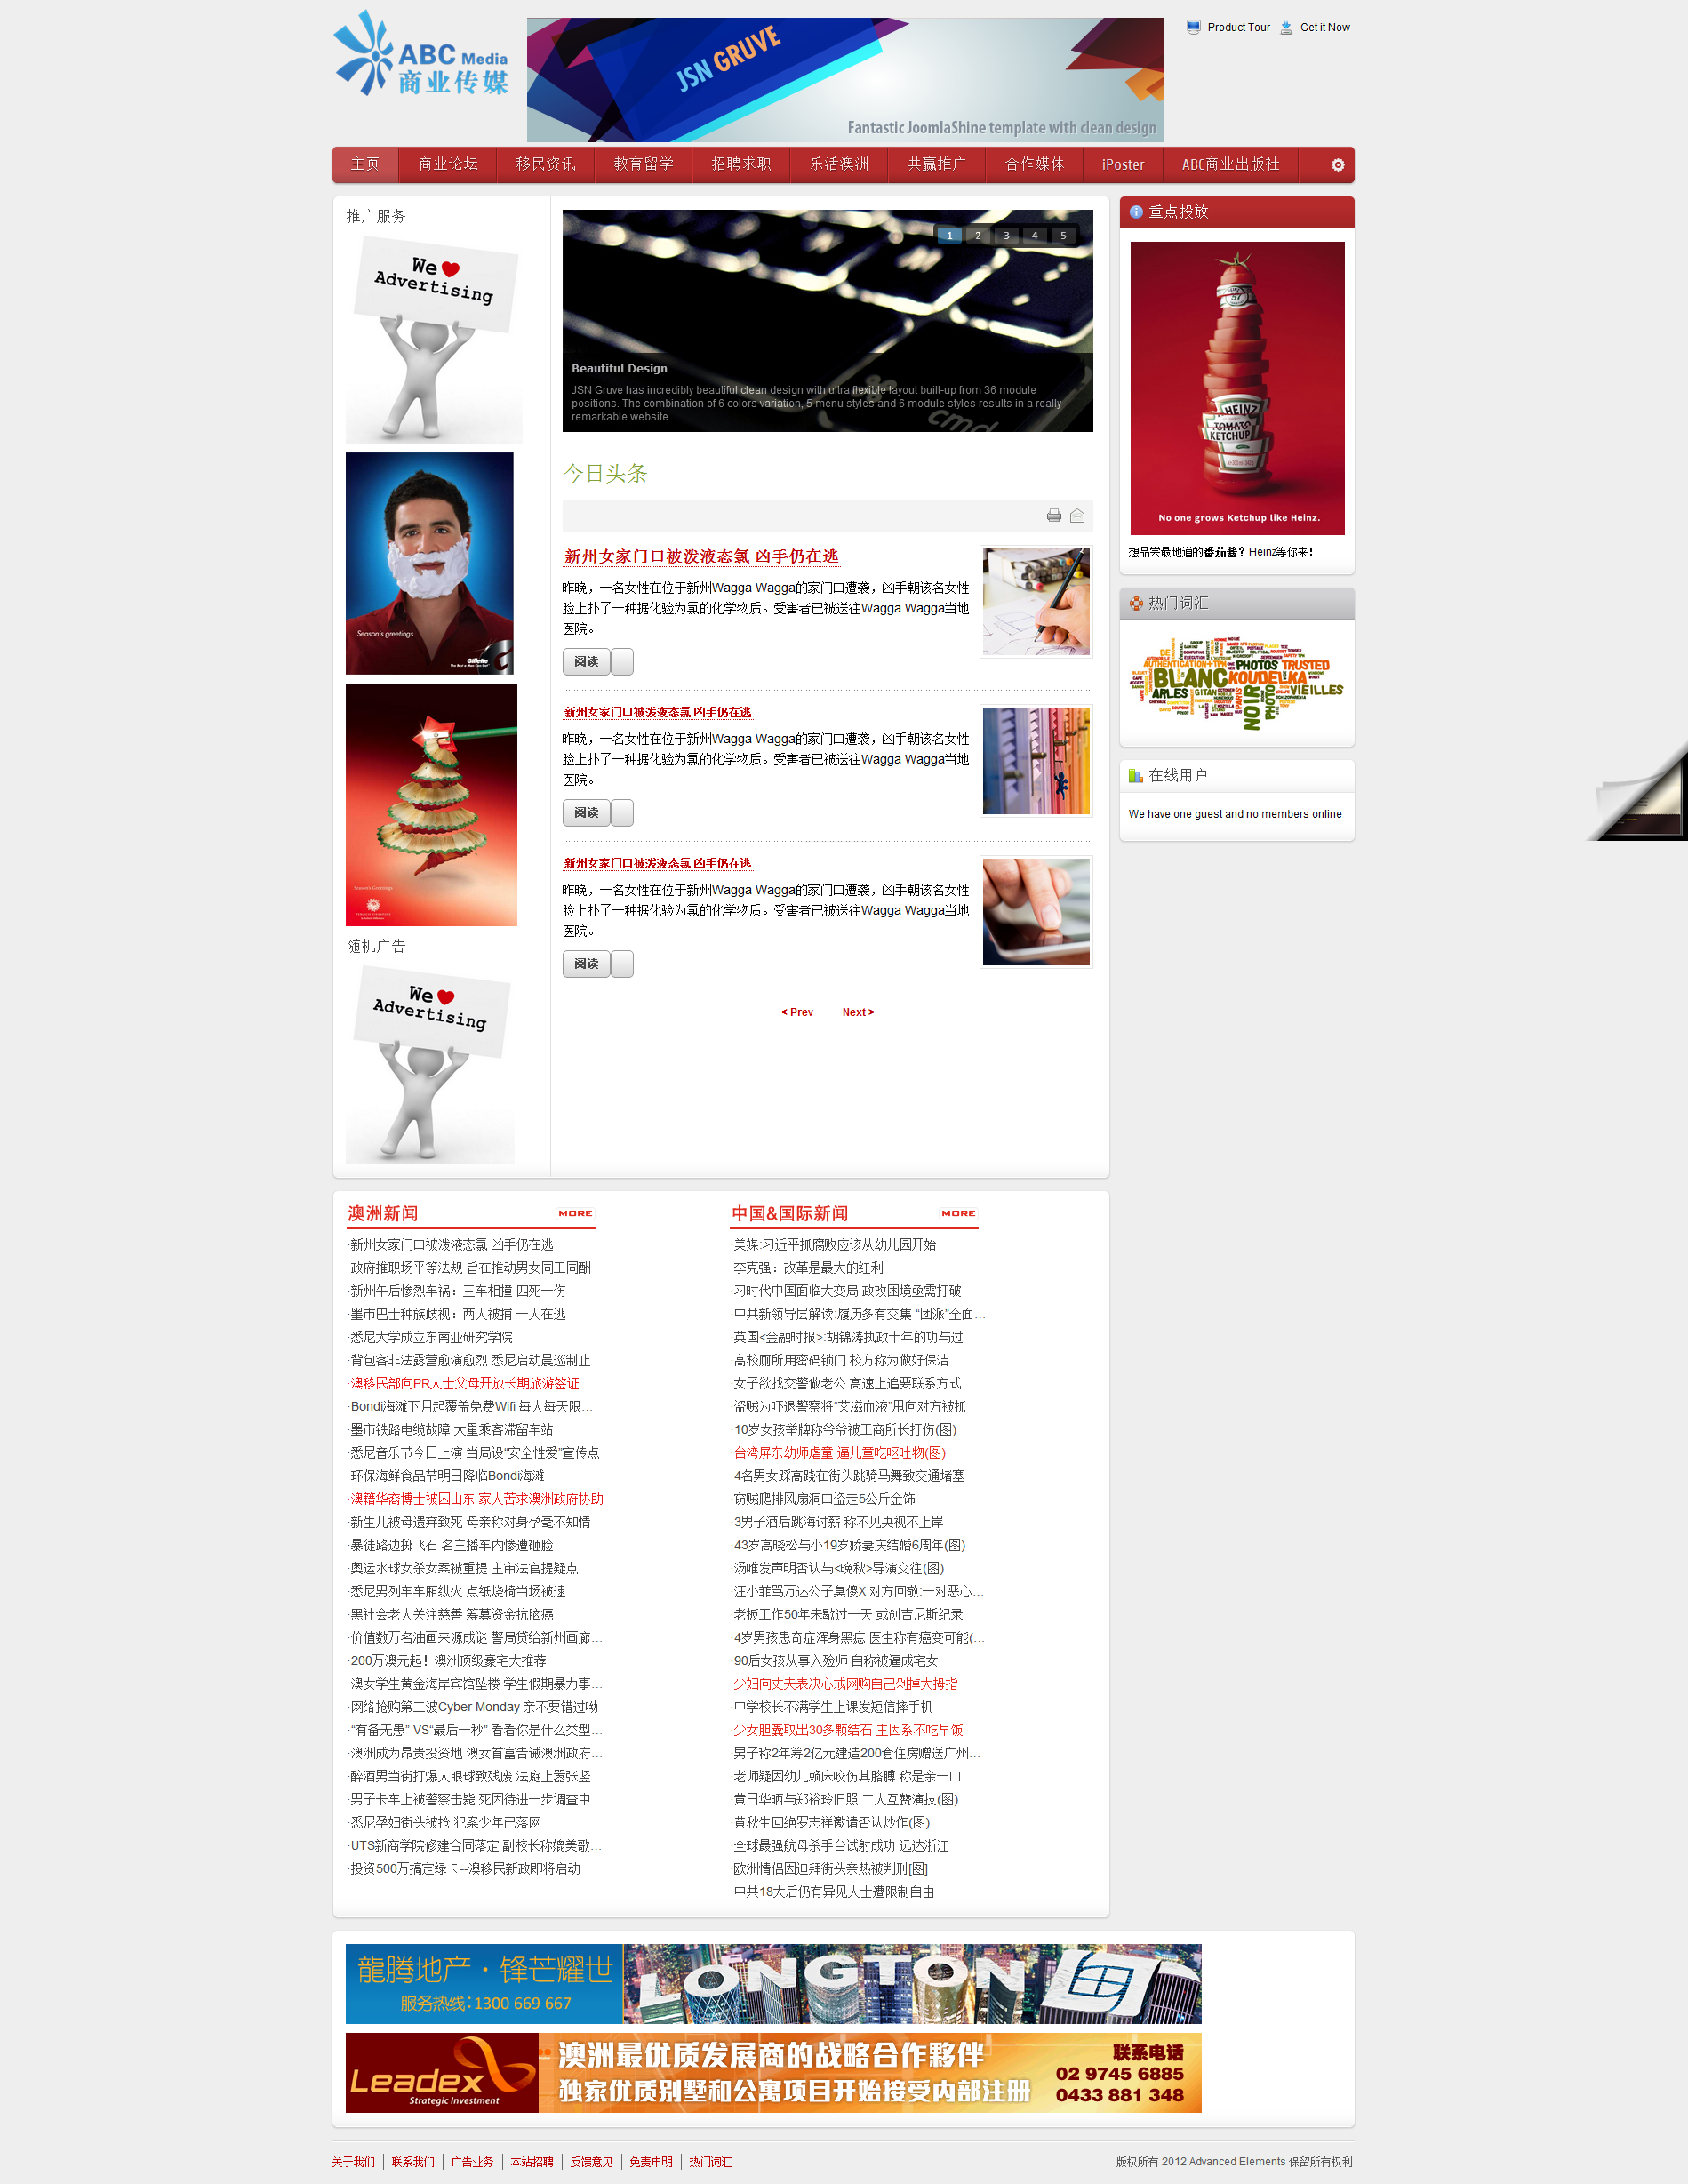 ABC Media
商业传媒
JSN GRUVE
Fantastic JoomlaShine template with clean design
Product Tour
Get it Now
主页
商业论坛
移民资讯
教育留学
招聘求职
乐活澳洲
共赢推广
合作媒体
iPoster
ABC商业出版社
推广服务
We Advertising
Season's greetings
Gillette
Season's Greetings
随机广告
We Advertising
1 2 3 4 5
Beautiful Design
JSN Gruve has incredibly beautiful clean design with ultra flexible layout built-up from 36 module
positions. The combination of 6 colors variation, 5 menu styles and 6 module styles results in a really
remarkable website.
cmd
今日头条
新州女家门口被泼液态氯 凶手仍在逃
昨晚，一名女性在位于新州Wagga Wagga的家门口遭袭，凶手朝该名女性
脸上扑了一种据化验为氯的化学物质。受害者已被送往Wagga Wagga当地
医院。
阅读
新州女家门口被泼液态氯 凶手仍在逃
昨晚，一名女性在位于新州Wagga Wagga的家门口遭袭，凶手朝该名女性
脸上扑了一种据化验为氯的化学物质。受害者已被送往Wagga Wagga当地
医院。
阅读
新州女家门口被泼液态氯 凶手仍在逃
昨晚，一名女性在位于新州Wagga Wagga的家门口遭袭，凶手朝该名女性
脸上扑了一种据化验为氯的化学物质。受害者已被送往Wagga Wagga当地
医院。
阅读
< Prev
Next >
重点投放
HEINZ
TOMATO
KETCHUP
No one grows Ketchup like Heinz.
想品尝最地道的番茄酱？Heinz等你来！
热门词汇
AUTHENTICATION+TPM PHOTOS TRUSTED
BLANC KOUDELKA
ARLES GITAN PARIS NOIR PHOTO VIEILLES
在线用户
We have one guest and no members online
澳洲新闻
MORE
·新州女家门口被泼液态氯 凶手仍在逃
·政府推职场平等法规 旨在推动男女同工同酬
·新州午后惨烈车祸：三车相撞 四死一伤
·墨市巴士种族歧视：两人被捕 一人在逃
·悉尼大学成立东南亚研究学院
·背包客非法露营愈演愈烈 悉尼启动晨巡制止
·澳移民部向PR人士父母开放长期旅游签证
·Bondi海滩下月起覆盖免费Wifi 每人每天限...
·墨市铁路电缆故障 大量乘客滞留车站
·悉尼音乐节今日上演 当局设“安全性爱”宣传点
·环保海鲜食品节明日降临Bondi海滩
·澳籍华裔博士被囚山东 家人苦求澳洲政府协助
·新生儿被母遗弃致死 母亲称对身孕毫不知情
·暴徒路边掷飞石 名主播车内惨遭砸脸
·奥运水球女杀女案被重提 主审法官提疑点
·悉尼男列车车厢纵火 点纸烧椅当场被逮
·黑社会老大关注慈善 筹募资金抗脑癌
·价值数万名油画来源成谜 警局贷给新州画廊...
·200万澳元起！澳洲顶级豪宅大推荐
·澳女学生黄金海岸宾馆坠楼 学生假期暴力事...
·网络抢购第二波Cyber Monday 亲不要错过呦
·“有备无患” VS“最后一秒” 看看你是什么类型...
·澳洲成为昂贵投资地 澳女首富告诫澳洲政府...
·醉酒男当街打爆人眼球致残废 法庭上嚣张竖...
·男子卡车上被警察击毙 死因待进一步调查中
·悉尼孕妇街头被抢 犯案少年已落网
·UTS新商学院修建合同落定 副校长称媲美歌...
·投资500万搞定绿卡--澳移民新政即将启动
中国&国际新闻
MORE
·美媒:习近平抓腐败应该从幼儿园开始
·李克强：改革是最大的红利
·习时代中国面临大变局 政改困境亟需打破
·中共新领导层解读:履历多有交集 “团派”全面...
·英国<金融时报>:胡锦涛执政十年的功与过
·高校厕所用密码锁门 校方称为做好保洁
·女子欲找交警做老公 高速上追要联系方式
·盗贼为吓退警察将“艾滋血液”甩向对方被抓
·10岁女孩举牌称爷爷被工商所长打伤(图)
·台湾屏东幼师虐童 逼儿童吃呕吐物(图)
·4名男女踩高跷在街头跳骑马舞致交通堵塞
·窃贼爬排风扇洞口盗走5公斤金饰
·3男子酒后跳海讨薪 称不见央视不上岸
·43岁高晓松与小19岁娇妻庆结婚6周年(图)
·汤唯发声明否认与<晚秋>导演交往(图)
·汪小菲骂万达公子臭傻X 对方回敬:一对恶心...
·老板工作50年未歇过一天 或创吉尼斯纪录
·4岁男孩患奇症浑身黑痣 医生称有癌变可能(...
·90后女孩从事入殓师 自称被逼成宅女
·少妇向丈夫表决心戒网购自己剁掉大拇指
·中学校长不满学生上课发短信摔手机
·少女胆囊取出30多颗结石 主因系不吃早饭
·男子称2年筹2亿元建造200套住房赠送广州...
·老师疑因幼儿赖床咬伤其胳膊 称是亲一口
·黄日华晒与郑裕玲旧照 二人互赞演技(图)
·黄秋生回绝罗志祥邀请否认炒作(图)
·全球最强航母杀手台试射成功 远达浙江
·欧洲情侣因迪拜街头亲热被判刑[图]
·中共18大后仍有异见人士遭限制自由
龍腾地产·锋芒耀世
服务热线:1300 669 667
LONGTON
Leadex
Strategic Investment
澳洲最优质发展商的战略合作夥伴
独家优质别墅和公寓项目开始接受内部注册
联系电话
02 9745 6885
0433 881 348
关于我们
联系我们
广告业务
本站招聘
反馈意见
免责申明
热门词汇
版权所有 2012 Advanced Elements 保留所有权利